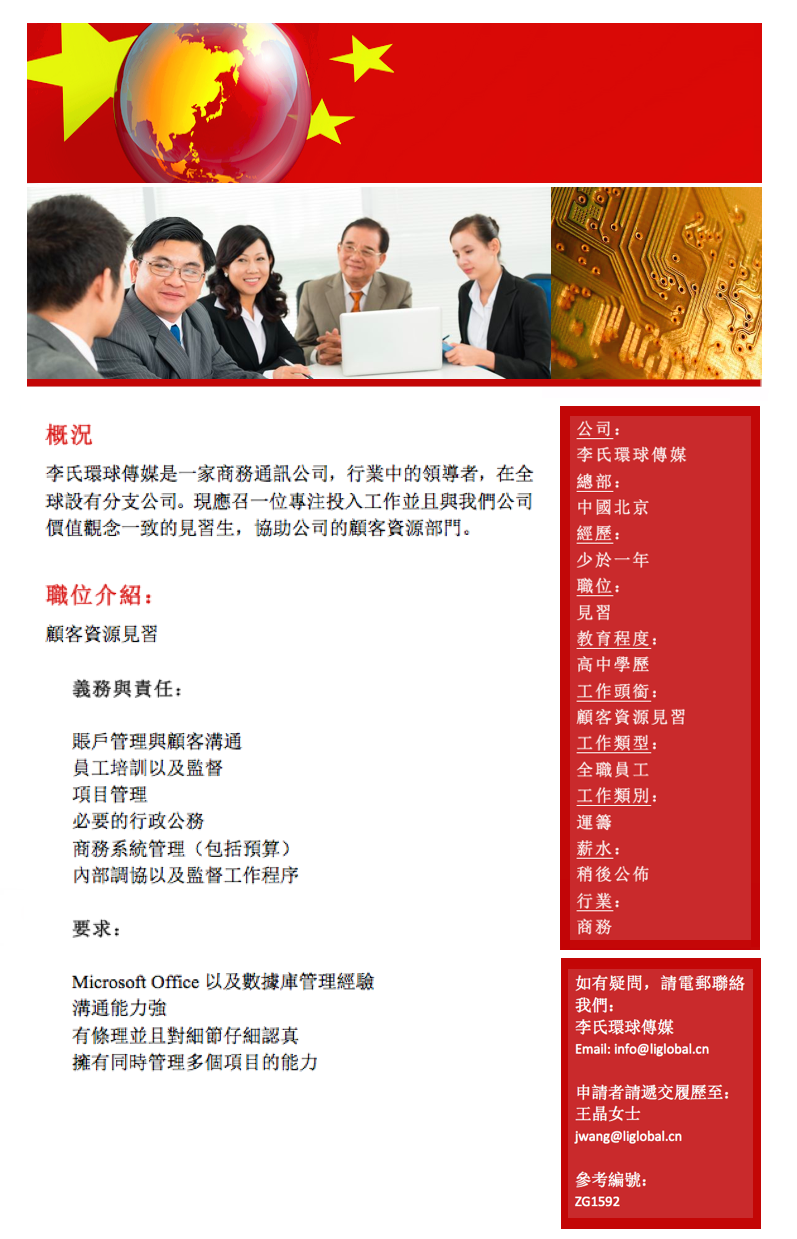 概況
李氏環球傳媒是一家商務通訊公司，行業中的領導者，在全
球設有分支公司。現應召一位專注投入工作並且與我們公司
價值觀念一致的見習生，協助公司的顧客資源部門。
職位介紹：
顧客資源見習
義務與責任：
賬戶管理與顧客溝通
員工培訓以及監督
項目管理
必要的行政公務
商務系統管理（包括預算）
內部調協以及監督工作程序
要求：
Microsoft Office 以及數據庫管理經驗
溝通能力強
有條理並且對細節仔細認真
擁有同時管理多個項目的能力
公司：
李氏環球傳媒
總部：
中國北京
經歷：
少於一年
職位：
見習
教育程度：
高中學歷
工作頭銜：
顧客資源見習
工作類型：
全職員工
工作類別：
運籌
薪水：
稍後公佈
行業：
商務
如有疑問，請電郵聯絡
我們：
李氏環球傳媒
Email: info@liglobal.cn
申請者請遞交履歷至：
王晶女士
jwang@liglobal.cn
參考編號：
ZG1592